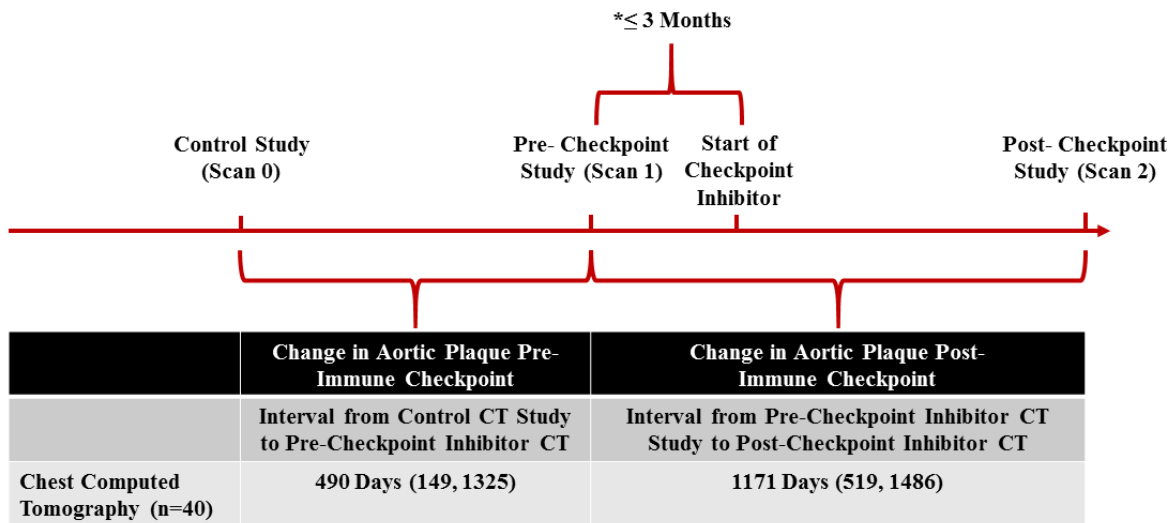 *≤ 3 Months
Control Study
(Scan 0)
Pre- Checkpoint
Study (Scan 1)
Start of
Checkpoint
Inhibitor
Post- Checkpoint
Study (Scan 2)
Change in Aortic Plaque Pre-
Immune Checkpoint
Change in Aortic Plaque Post-
Immune Checkpoint
Interval from Control CT Study
to Pre-Checkpoint Inhibitor CT
Interval from Pre-Checkpoint Inhibitor CT
Study to Post-Checkpoint Inhibitor CT
Chest Computed
Tomography (n=40)
490 Days (149, 1325)
1171 Days (519, 1486)